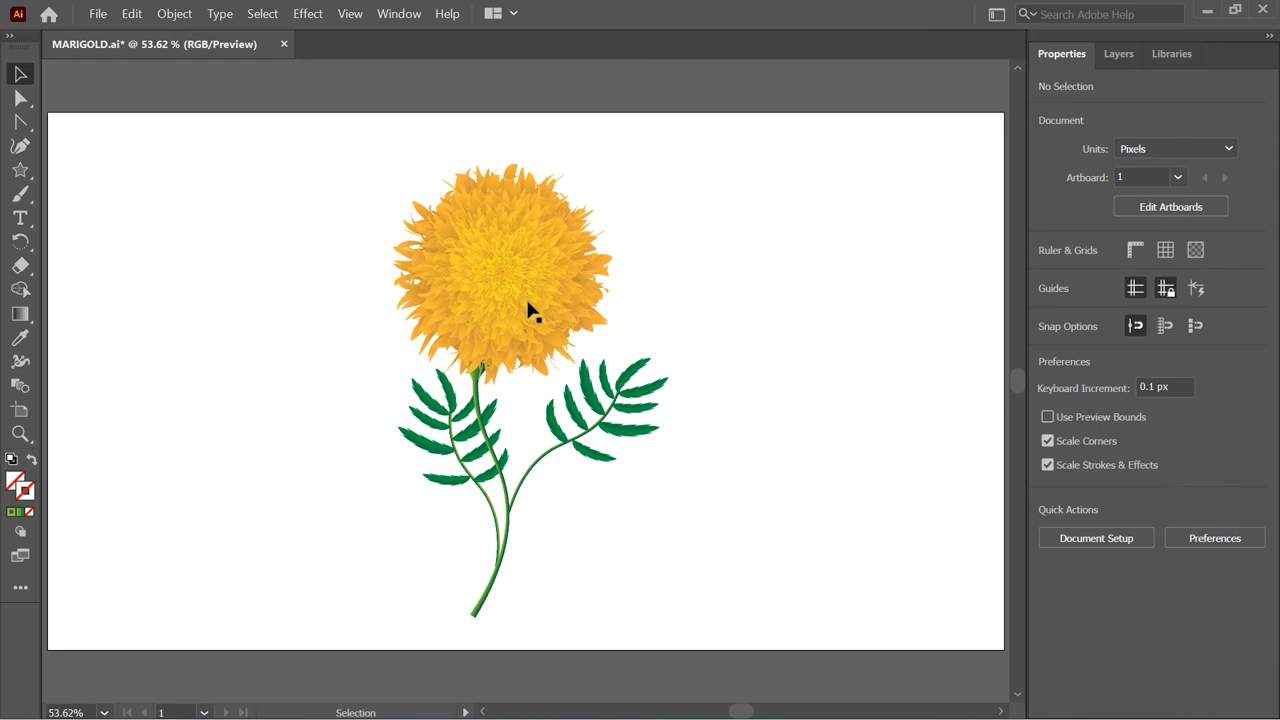 Ai File Edit Object Type Select Effect View Window Help Search Adobe Help
MARIGOLD.ai* @ 53.62 % (RGB/Preview)
Properties Layers Libraries
No Selection
Document
Units: Pixels
Artboard: 1
Edit Artboards
Ruler & Grids
Guides
Snap Options
Preferences
Keyboard Increment: 0.1 px
Use Preview Bounds
Scale Corners
Scale Strokes & Effects
Quick Actions
Document Setup Preferences
53.62% 1 Selection